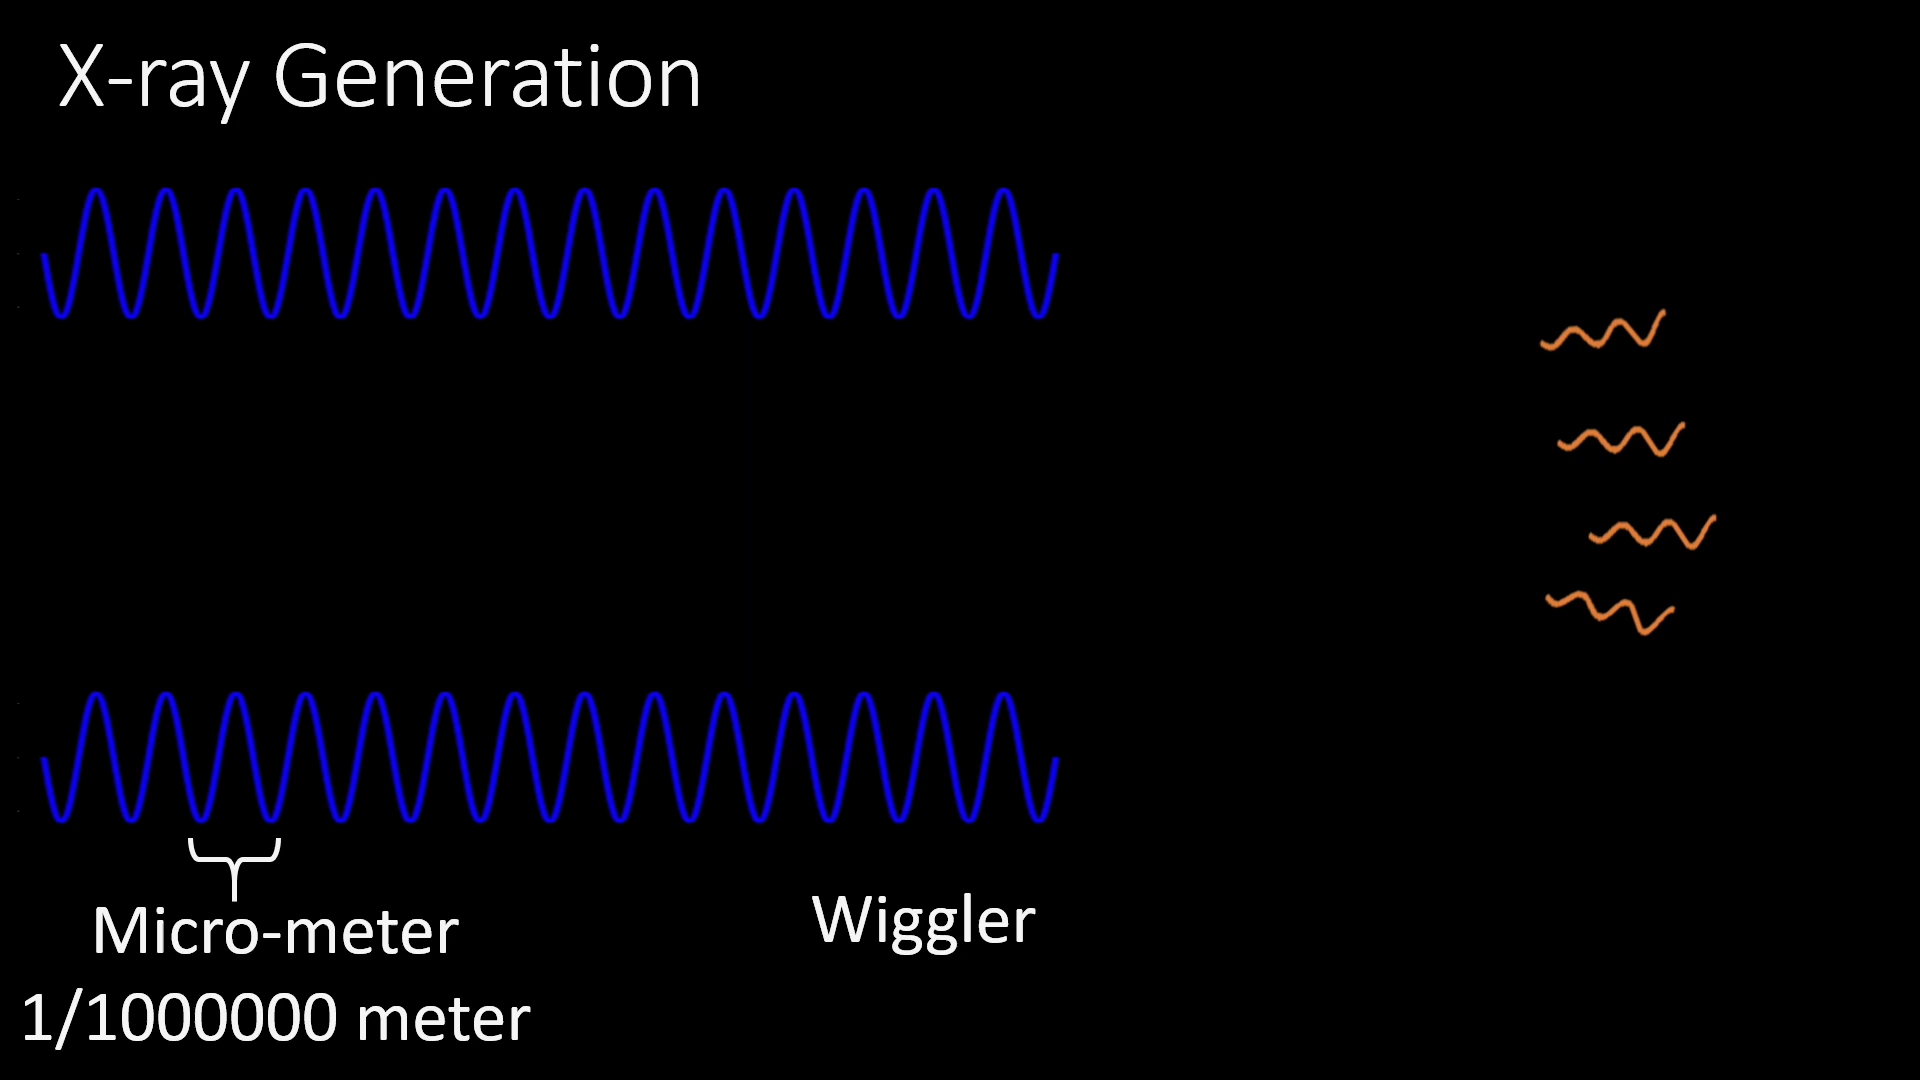 X-ray Generation
Micro-meter
Wiggler
1/1000000 meter